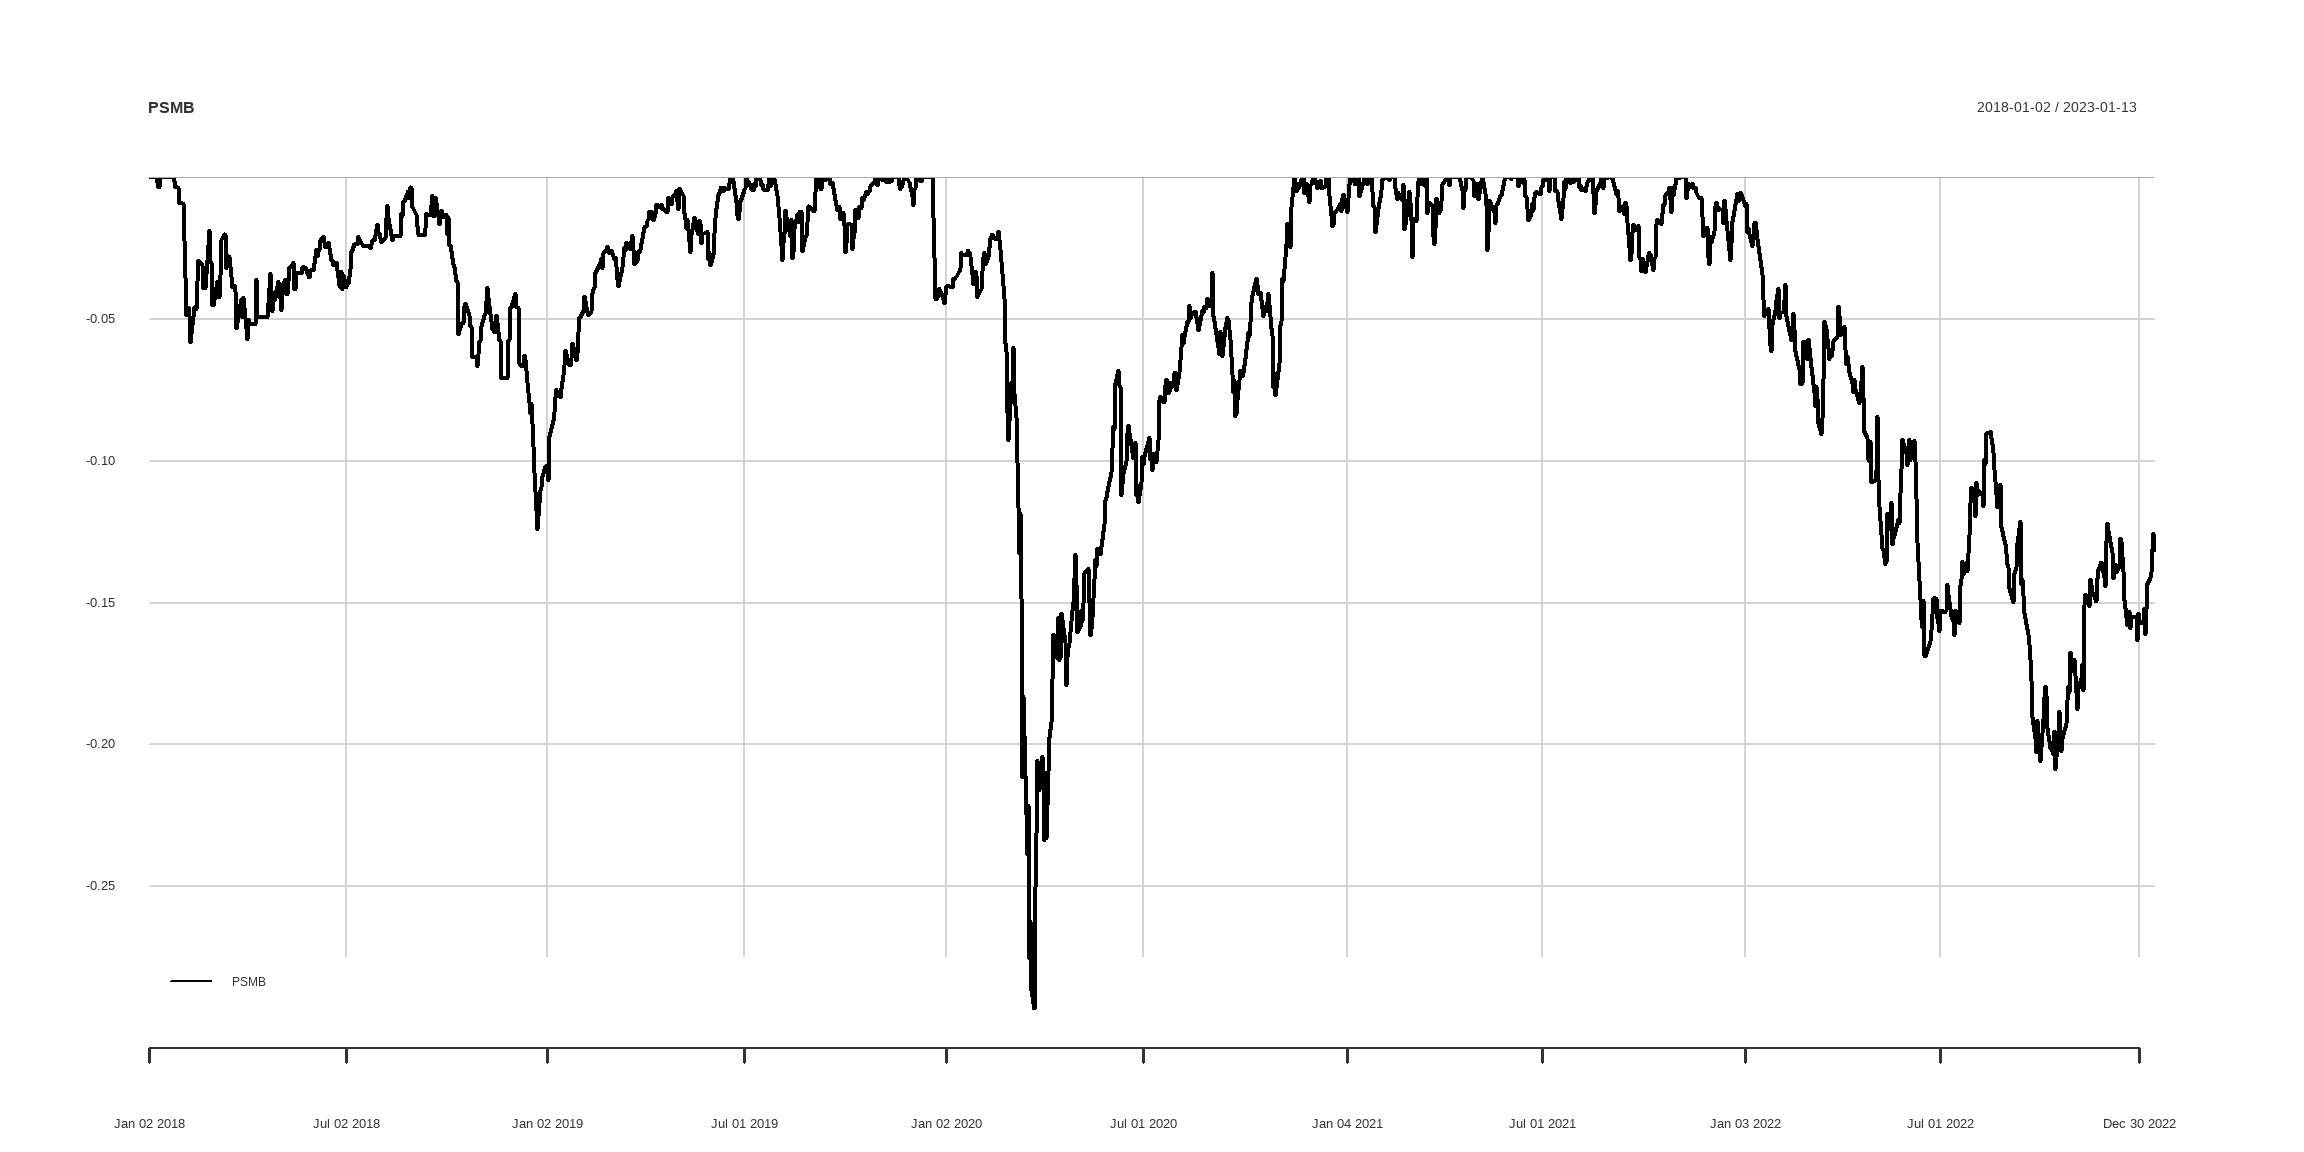 PSMB
2018-01-02 / 2023-01-13
-0.05
-0.10
-0.15
-0.20
-0.25
PSMB
Jan 02 2018
Jul 02 2018
Jan 02 2019
Jul 01 2019
Jan 02 2020
Jul 01 2020
Jan 04 2021
Jul 01 2021
Jan 03 2022
Jul 01 2022
Dec 30 2022